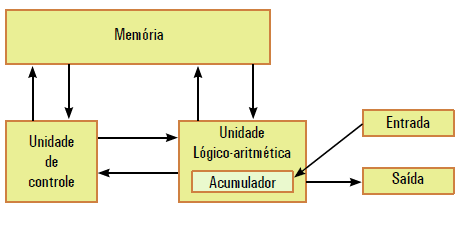 Memória
Unidade
de
controle
Unidade
Lógico-aritmética
Acumulador
Entrada
Saída